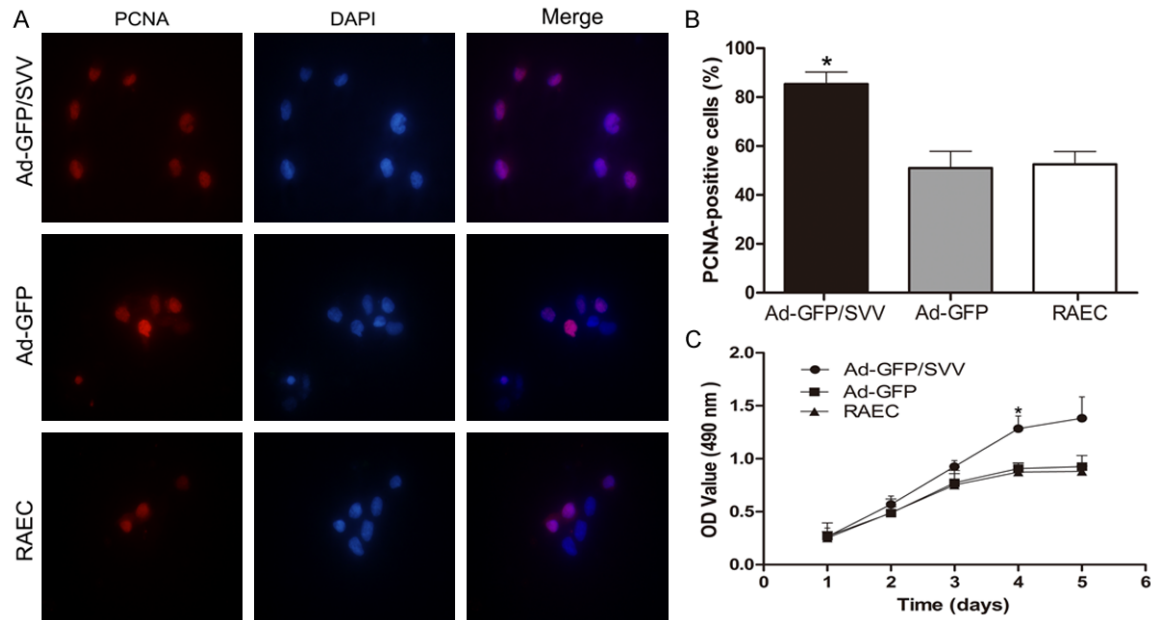 A
PCNA
DAPI
Merge
Ad-GFP/SVV
Ad-GFP
RAEC
B
PCNA-positive cells (%)
100
80
60
40
20
0
*
Ad-GFP/SVV
Ad-GFP
RAEC
C
OD Value (490 nm)
2.0
1.5
1.0
0.5
0.0
Ad-GFP/SVV
Ad-GFP
RAEC
*
0 1 2 3 4 5 6
Time (days)